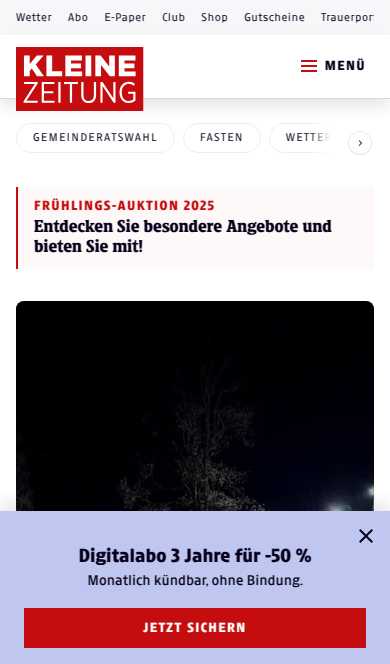 Wetter Abo E-Paper Club Shop Gutscheine Trauerpor
KLEINE
ZEITUNG
MENÜ
GEMEINDERATSWAHL FASTEN WETTER
FRÜHLINGS-AUKTION 2025
Entdecken Sie besondere Angebote und
bieten Sie mit!
Digitalabo 3 Jahre für -50 %
Monatlich kündbar, ohne Bindung.
JETZT SICHERN